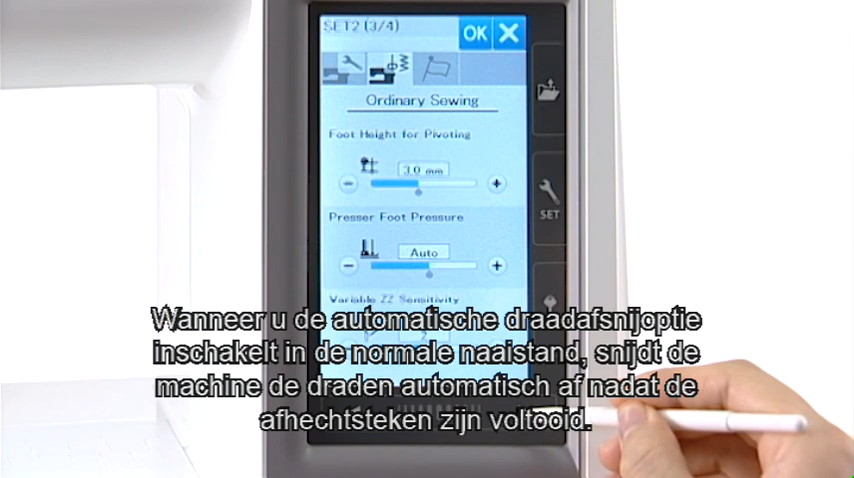 SET2 (3/4)
OK
Ordinary Sewing
Foot Height for Pivoting
3.0 mm
Presser Foot Pressure
Auto
SET
Variable ZZ Sensitivity
Wanneer u de automatische draadafsnijoptie
inschakelt in de normale naaistand, snijdt de
machine de draden automatisch af nadat de
afhechtsteken zijn voltooid.